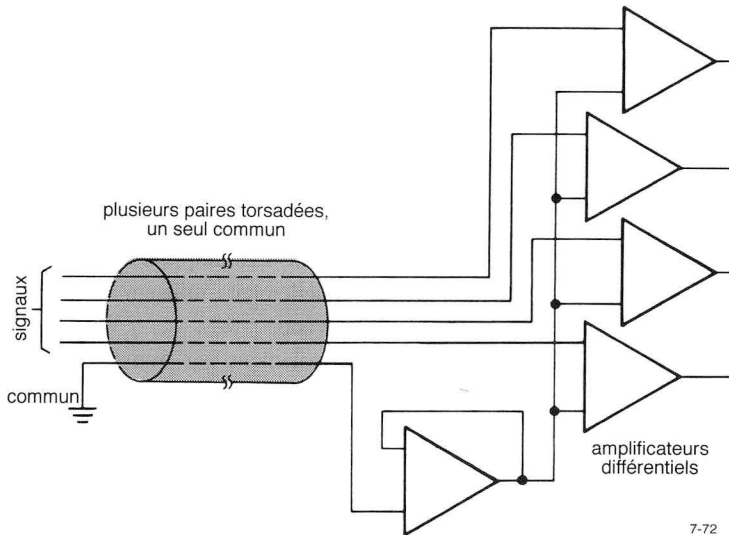 plusieurs paires torsadées,
un seul commun
signaux
commun
amplificateurs
différentiels
7-72